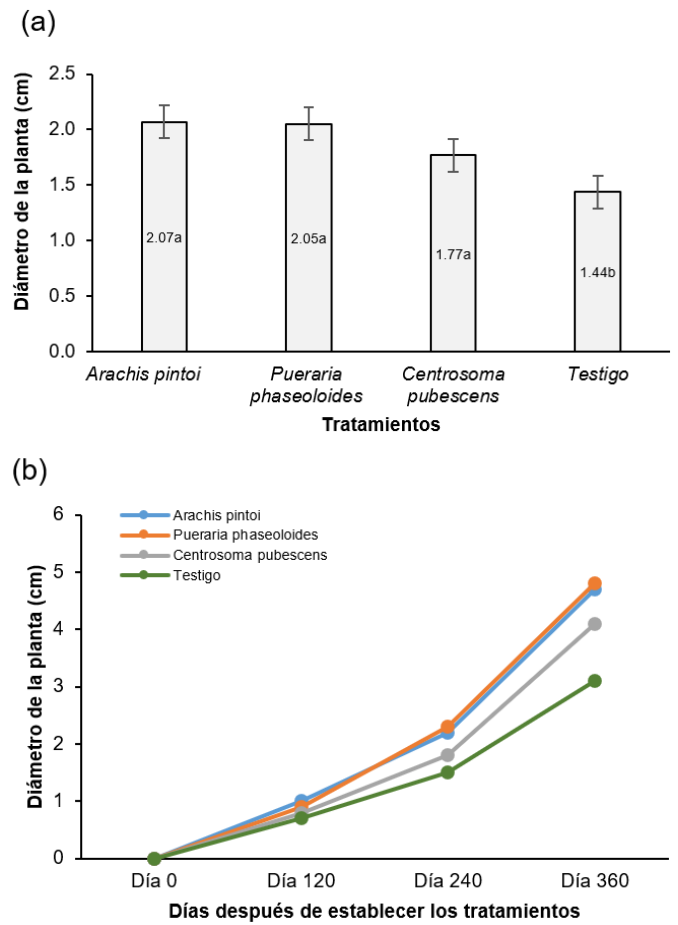 (a)
Diámetro de la planta (cm)
2.5
2.0
1.5
1.0
0.5
0.0
2.07a
2.05a
1.77a
1.44b
Arachis pintoi
Pueraria
phaseoloides
Centrosoma
pubescens
Testigo
Tratamientos
(b)
Diámetro de la planta (cm)
6
5
4
3
2
1
0
Arachis pintoi
Pueraria phaseoloides
Centrosoma pubescens
Testigo
Día 0
Día 120
Día 240
Día 360
Días después de establecer los tratamientos